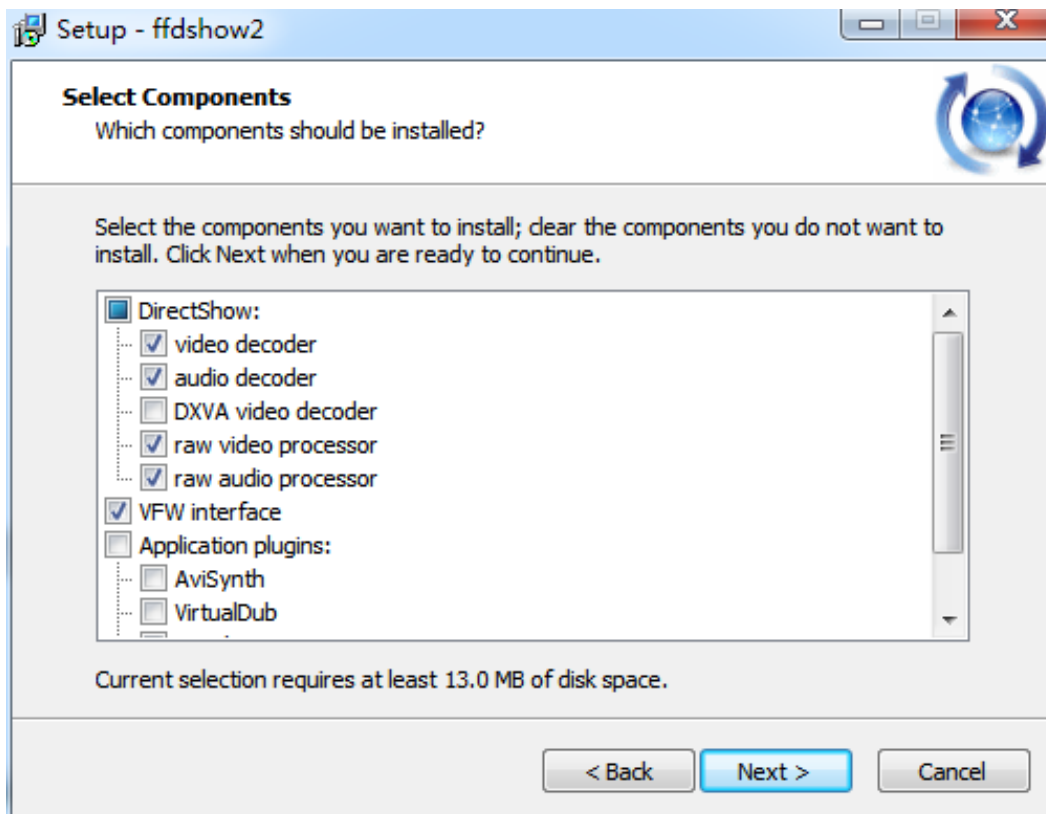 Setup - ffdshow2
Select Components
Which components should be installed?
Select the components you want to install; clear the components you do not want to
install. Click Next when you are ready to continue.
DirectShow:
video decoder
audio decoder
DXVA video decoder
raw video processor
raw audio processor
VFW interface
Application plugins:
AviSynth
VirtualDub
Current selection requires at least 13.0 MB of disk space.
< Back Next > Cancel